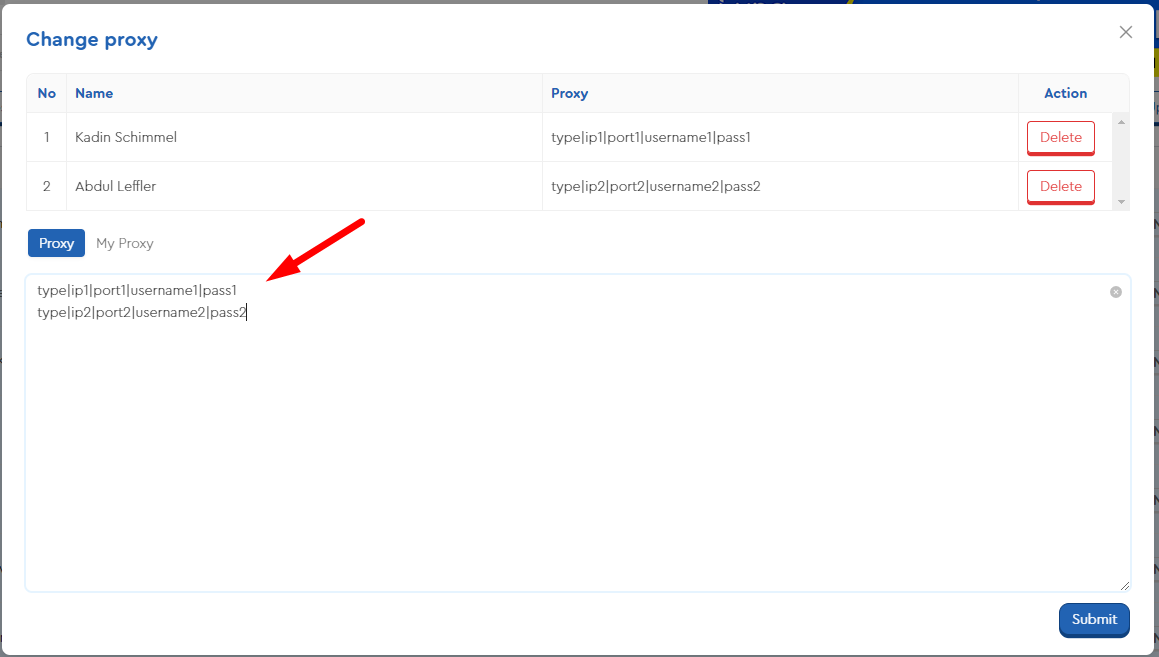 Change proxy
No Name Proxy Action
1 Kadin Schimmel type|ip1|port1|username1|pass1 Delete
2 Abdul Leffler type|ip2|port2|username2|pass2 Delete
Proxy My Proxy
type|ip1|port1|username1|pass1
type|ip2|port2|username2|pass2
Submit